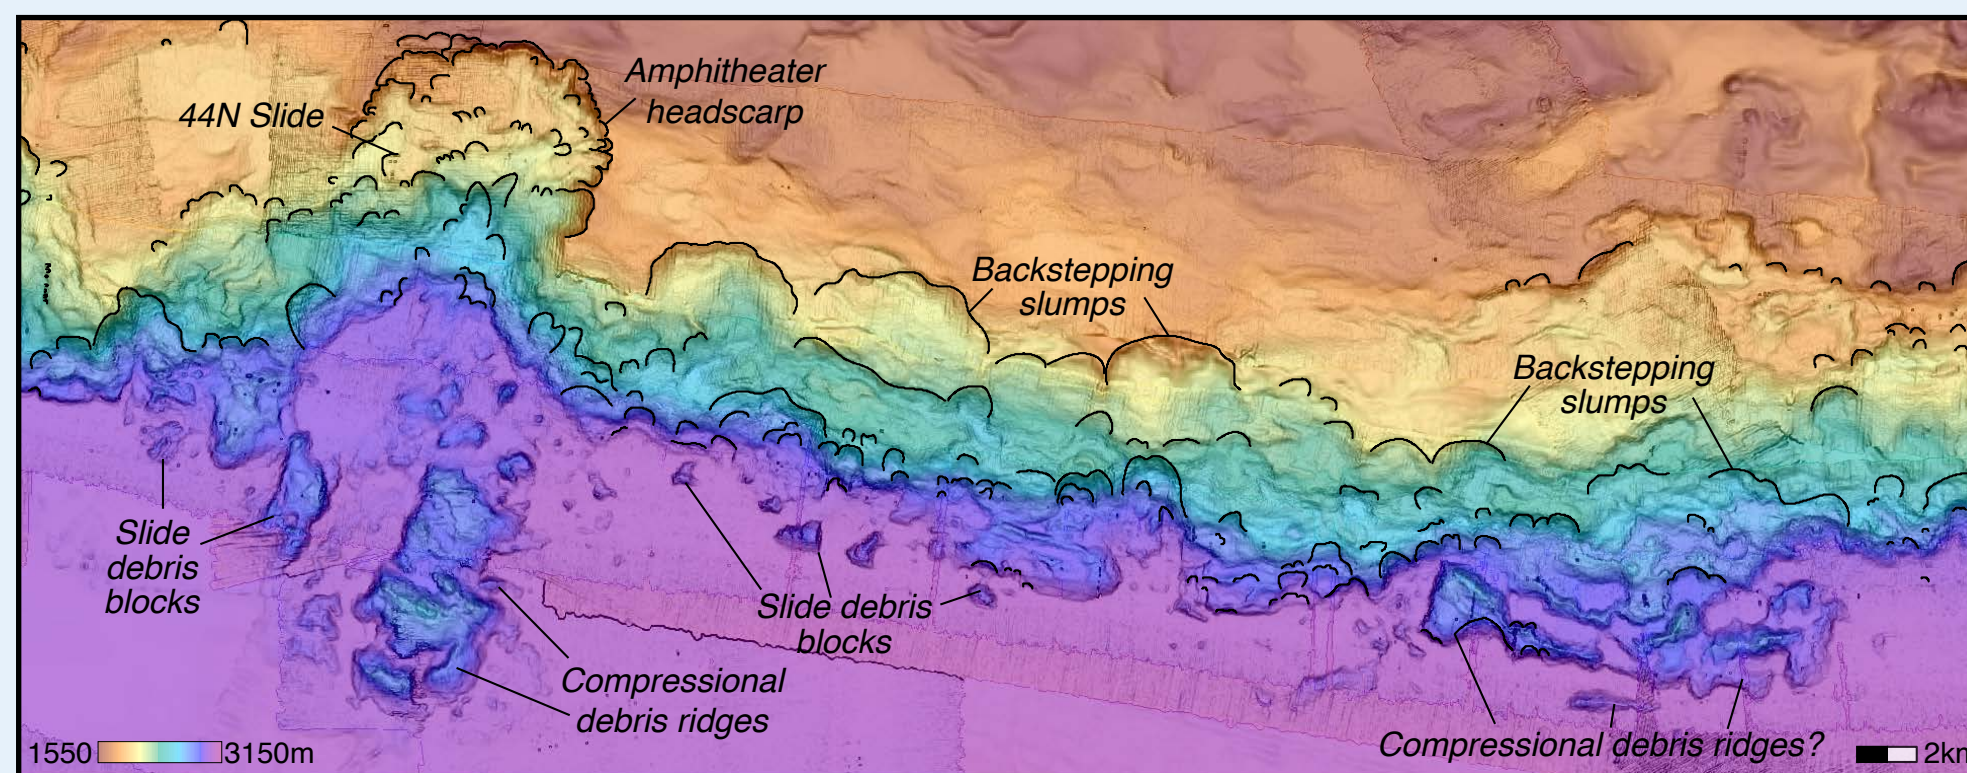 Amphitheater
headscarp
44N Slide
Backstepping
slumps
Backstepping
slumps
Slide
debris
blocks
Slide debris
blocks
Compressional
debris ridges
Compressional debris ridges?
1550 3150m
2km